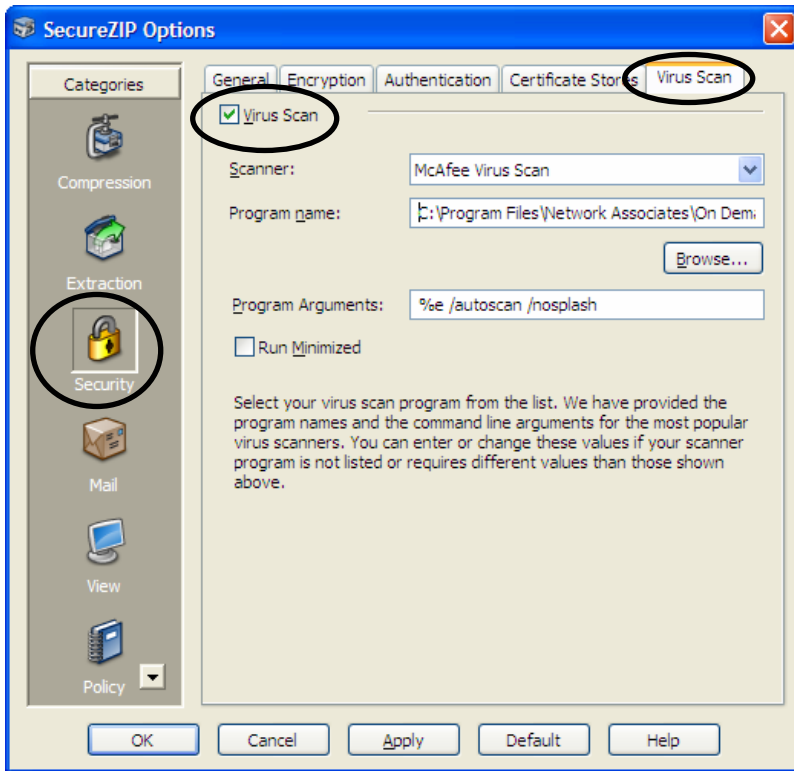 SecureZIP Options
Categories
Compression
Extraction
Security
Mail
View
Policy
General Encryption Authentication Certificate Stores Virus Scan
Virus Scan
Scanner: McAfee Virus Scan
Program name: C:\Program Files\Network Associates\On Dem
Browse...
Program Arguments: %e /autoscan /nosplash
Run Minimized
Select your virus scan program from the list. We have provided the
program names and the command line arguments for the most popular
virus scanners. You can enter or change these values if your scanner
program is not listed or requires different values than those shown
above.
OK Cancel Apply Default Help